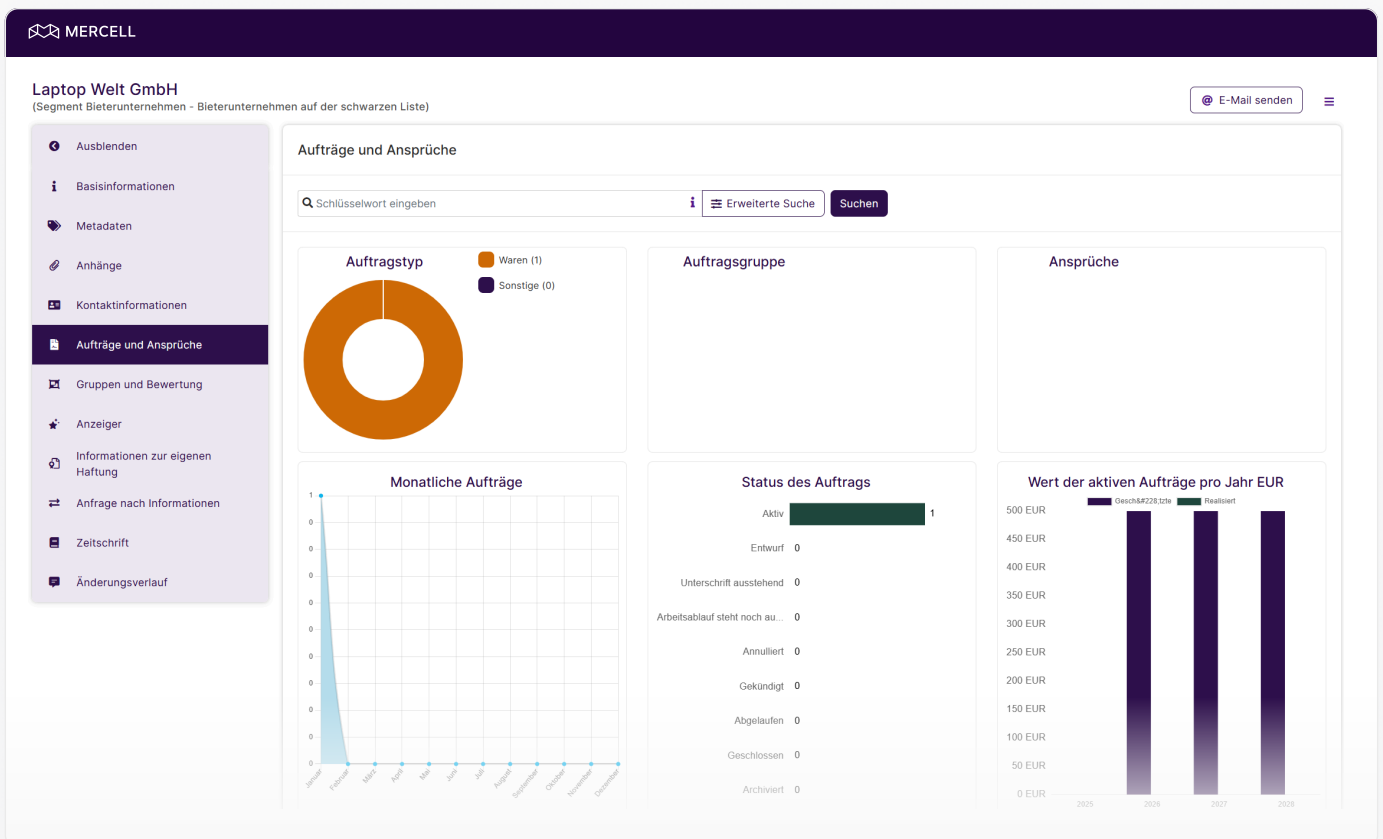 MERCELL
Laptop Welt GmbH
(Segment Bieterunternehmen - Bieterunternehmen auf der schwarzen Liste)
@ E-Mail senden
Ausblenden
Basisinformationen
Metadaten
Anhänge
Kontaktinformationen
Aufträge und Ansprüche
Gruppen und Bewertung
Anzeiger
Informationen zur eigenen
Haftung
Anfrage nach Informationen
Zeitschrift
Änderungsverlauf
Aufträge und Ansprüche
Schlüsselwort eingeben
Erweiterte Suche
Suchen
Auftragstyp
Waren (1)
Sonstige (0)
Auftragsgruppe
Ansprüche
Monatliche Aufträge
1
0
0
0
0
0
0
0
0
0
0
Januar
Februar
März
April
Mai
Juni
Juli
August
September
Oktober
November
Dezember
Status des Auftrags
Aktiv 1
Entwurf 0
Unterschrift ausstehend 0
Arbeitsablauf steht noch au... 0
Annulliert 0
Gekündigt 0
Abgelaufen 0
Geschlossen 0
Archiviert 0
Wert der aktiven Aufträge pro Jahr EUR
Gesch&#228;tzte Realisiert
500 EUR
450 EUR
400 EUR
350 EUR
300 EUR
250 EUR
200 EUR
150 EUR
100 EUR
50 EUR
0 EUR
2025 2026 2027 2028